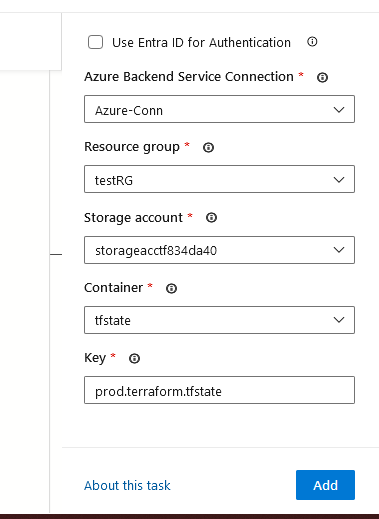 Use Entra ID for Authentication
Azure Backend Service Connection *
Azure-Conn
Resource group *
testRG
Storage account *
storageacctf834da40
Container *
tfstate
Key *
prod.terraform.tfstate
About this task
Add